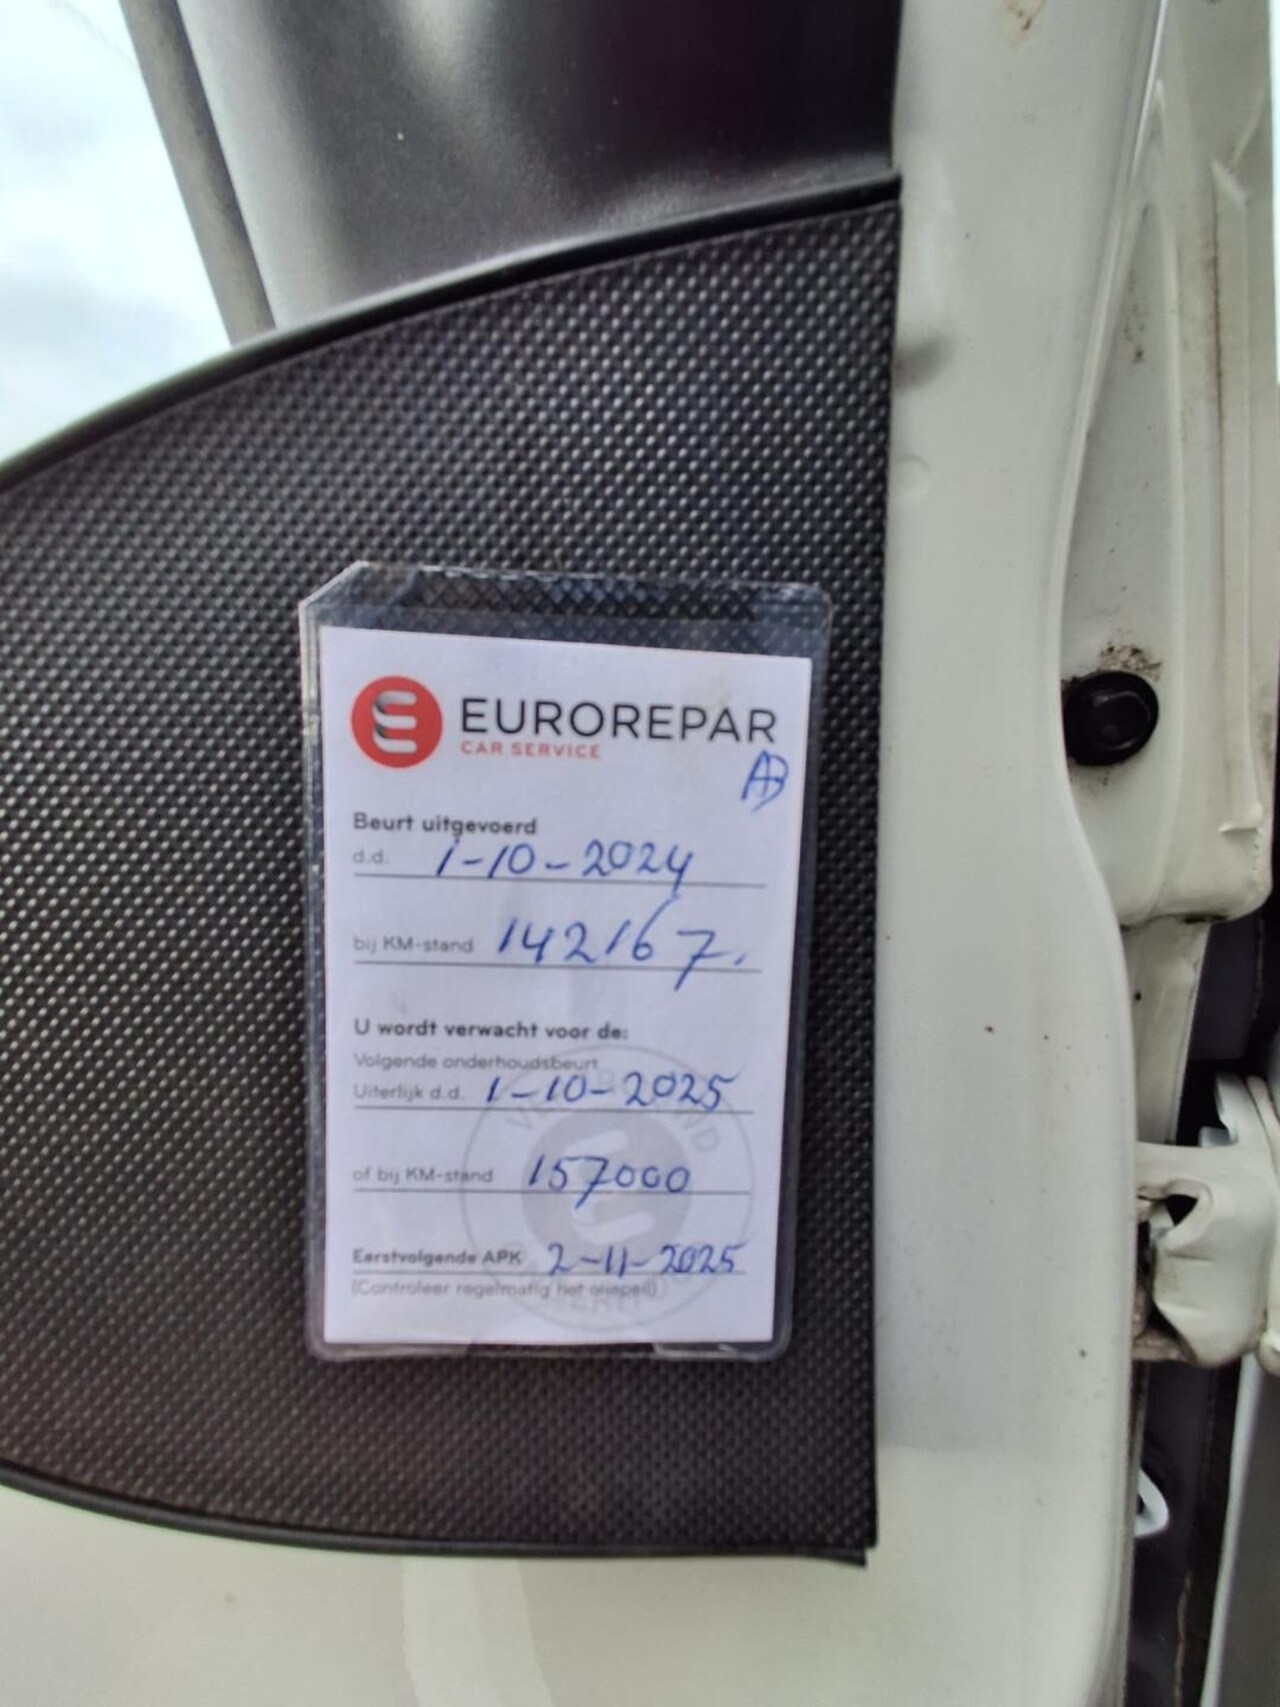 EUROREPAR
CAR SERVICE
AB
Beurt uitgevoerd
d.d. 1-10-2024
bij KM-stand 142167.
U wordt verwacht voor de:
Volgende onderhoudsbeurt
Uiterlijk d.d. 1-10-2025
of bij KM-stand 157000
Eerstvolgende APK 2-11-2025
(Controleer regelmatig het oliepeil)